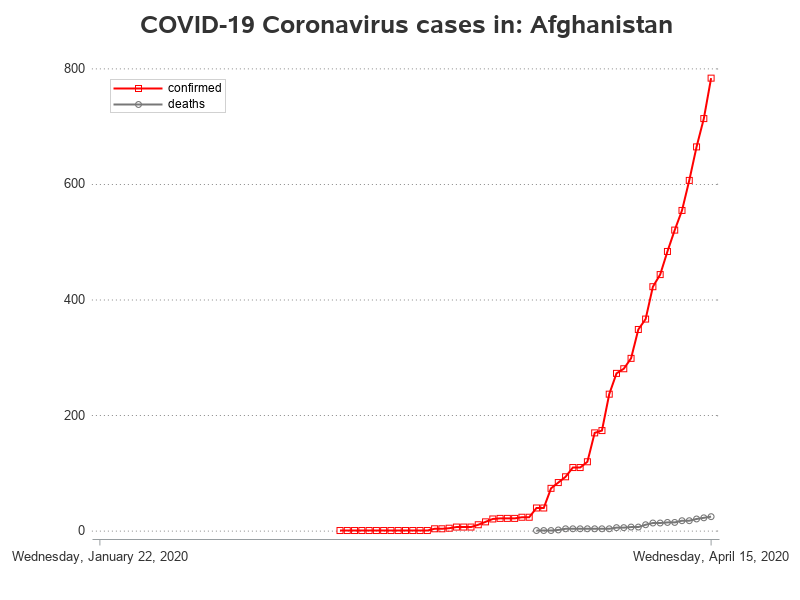 COVID-19 Coronavirus cases in: Afghanistan
800
confirmed
deaths
600
400
200
0
Wednesday, January 22, 2020
Wednesday, April 15, 2020